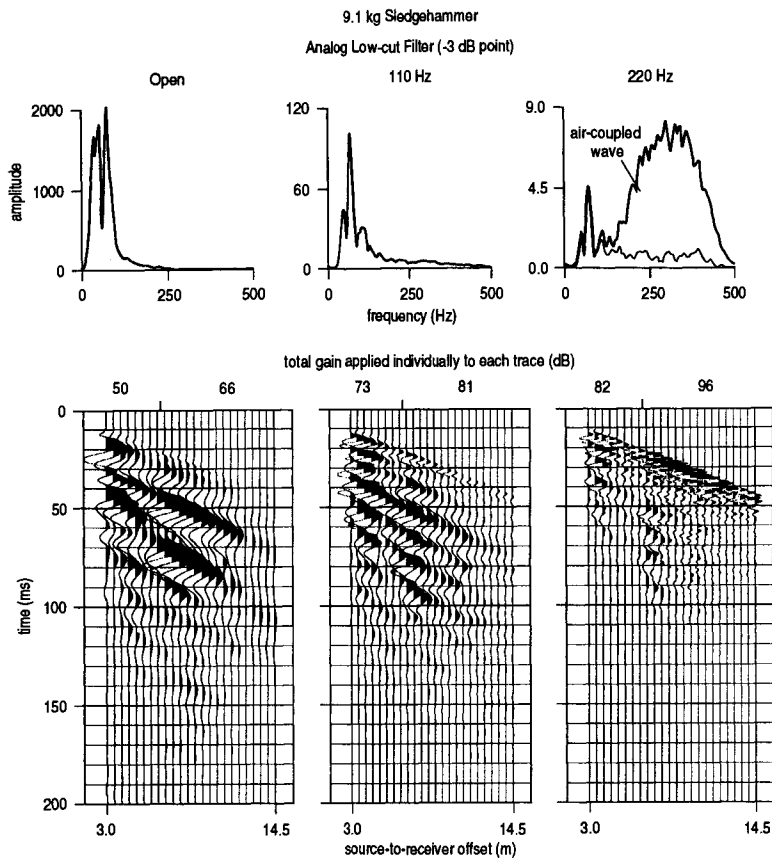 9.1 kg Sledgehammer
Analog Low-cut Filter (-3 dB point)
Open
110 Hz
220 Hz
amplitude
2000
1000
0
0
250
500
120
60
0
0
250
500
frequency (Hz)
9.0
4.5
0.0
0
250
500
air-coupled
wave
total gain applied individually to each trace (dB)
50
66
73
81
82
96
time (ms)
0
50
100
150
200
3.0
14.5
3.0
14.5
3.0
14.5
source-to-receiver offset (m)